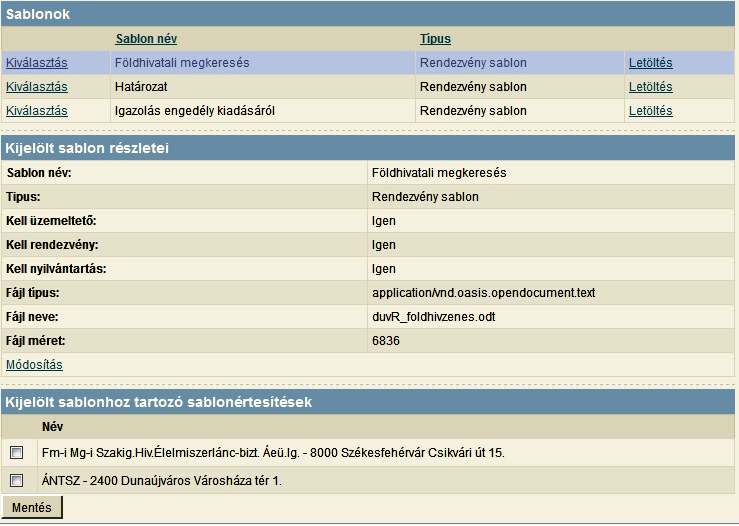 Sablonok
Sablon név Típus
Kiválasztás Földhivatali megkeresés Rendezvény sablon Letöltés
Kiválasztás Határozat Rendezvény sablon Letöltés
Kiválasztás Igazolás engedély kiadásáról Rendezvény sablon Letöltés
Kijelölt sablon részletei
Sablon név: Földhivatali megkeresés
Típus: Rendezvény sablon
Kell üzemeltető: Igen
Kell rendezvény: Igen
Kell nyilvántartás: Igen
Fájl típus: application/vnd.oasis.opendocument.text
Fájl neve: duvR_foldhivzenes.odt
Fájl méret: 6836
Módosítás
Kijelölt sablonhoz tartozó sablonértesítések
Név
Fm-i Mg-i Szakig.Hiv.Élelmiszerlánc-bizt. Áeü.Ig. - 8000 Székesfehérvár Csikvári út 15.
ÁNTSZ - 2400 Dunaújváros Városháza tér 1.
Mentés